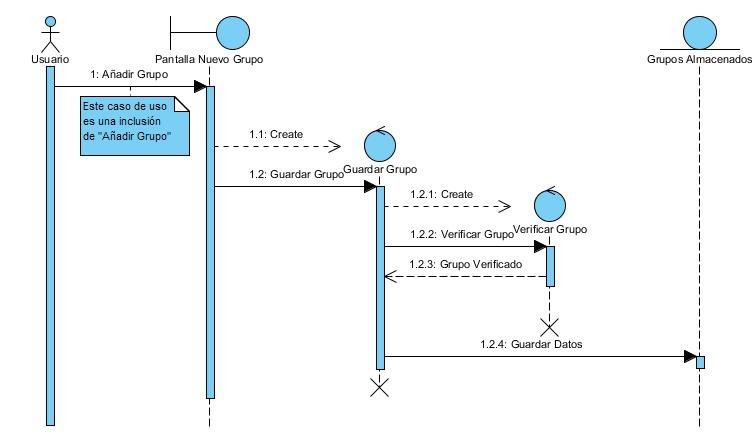 Usuario
Pantalla Nuevo Grupo
Grupos Almacenados
1: Añadir Grupo
Este caso de uso
es una inclusión
de "Añadir Grupo"
1.1: Create
Guardar Grupo
1.2: Guardar Grupo
1.2.1: Create
Verificar Grupo
1.2.2: Verificar Grupo
1.2.3: Grupo Verificado
1.2.4: Guardar Datos